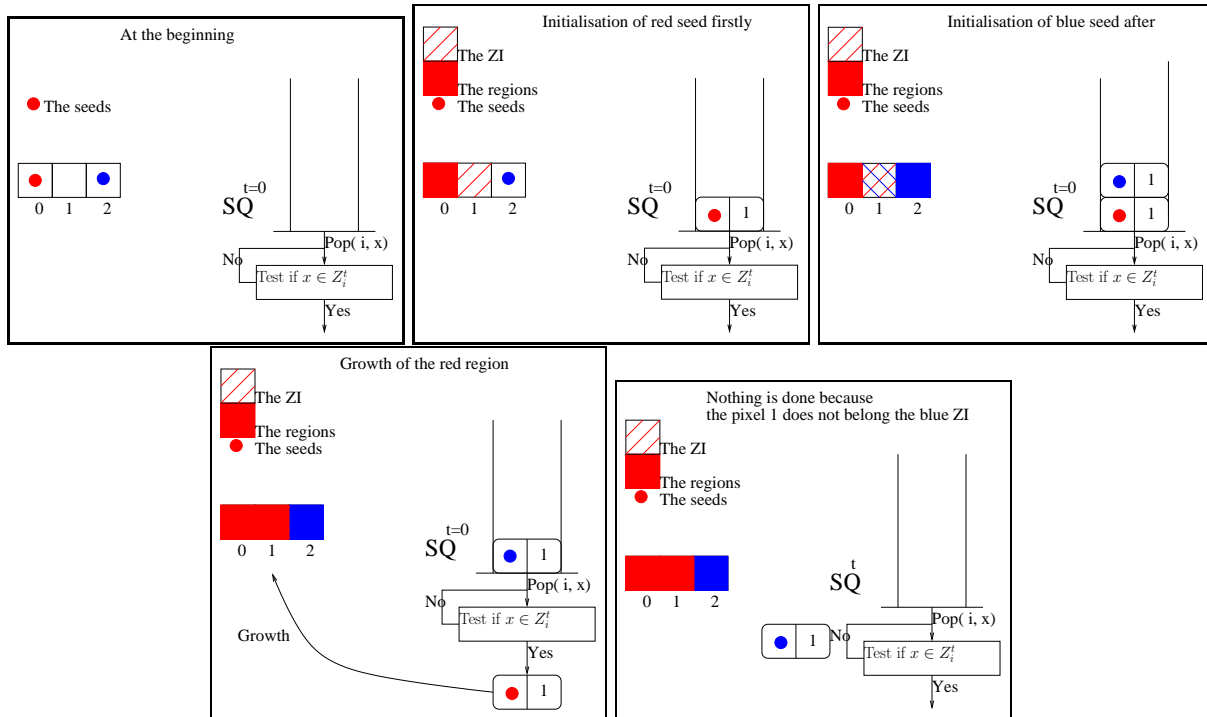 At the beginning
The seeds
0 1 2
t=0
SQ
Pop( i, x)
No
Test if $x \in Z_i^t$
Yes
Initialisation of red seed firstly
The ZI
The regions
The seeds
0 1 2
t=0
SQ
1
Pop( i, x)
No
Test if $x \in Z_i^t$
Yes
Initialisation of blue seed after
The ZI
The regions
The seeds
0 1 2
t=0
SQ
1
1
Pop( i, x)
No
Test if $x \in Z_i^t$
Yes
Growth of the red region
The ZI
The regions
The seeds
0 1 2
t=0
SQ
1
Pop( i, x)
No
Test if $x \in Z_i^t$
Growth
Yes
1
Nothing is done because
the pixel 1 does not belong the blue ZI
The ZI
The regions
The seeds
0 1 2
t
SQ
Pop( i, x)
1
No
Test if $x \in Z_i^t$
Yes